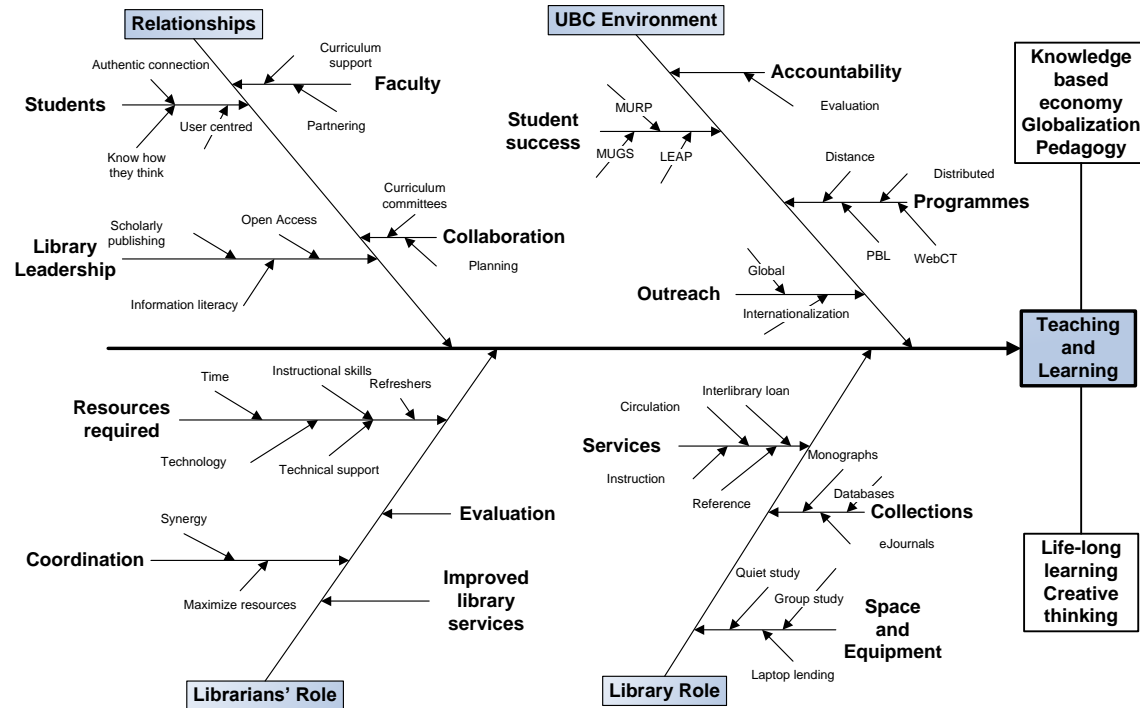 Relationships
UBC Environment
Curriculum
support
Authentic connection
Faculty
Students
User centred
Partnering
Know how
they think
Accountability
Evaluation
MURP
Student
success
MUGS
LEAP
Distance
Distributed
Programmes
PBL
WebCT
Knowledge
based
economy
Globalization
Pedagogy
Curriculum
committees
Collaboration
Planning
Scholarly
publishing
Open Access
Library
Leadership
Information literacy
Global
Outreach
Internationalization
Teaching
and
Learning
Time
Instructional skills
Refreshers
Resources
required
Technology
Technical support
Evaluation
Synergy
Coordination
Maximize resources
Improved
library
services
Librarians’ Role
Interlibrary loan
Circulation
Services
Instruction
Reference
Monographs
Databases
Collections
eJournals
Quiet study
Group study
Space
and
Equipment
Laptop lending
Library Role
Life-long
learning
Creative
thinking